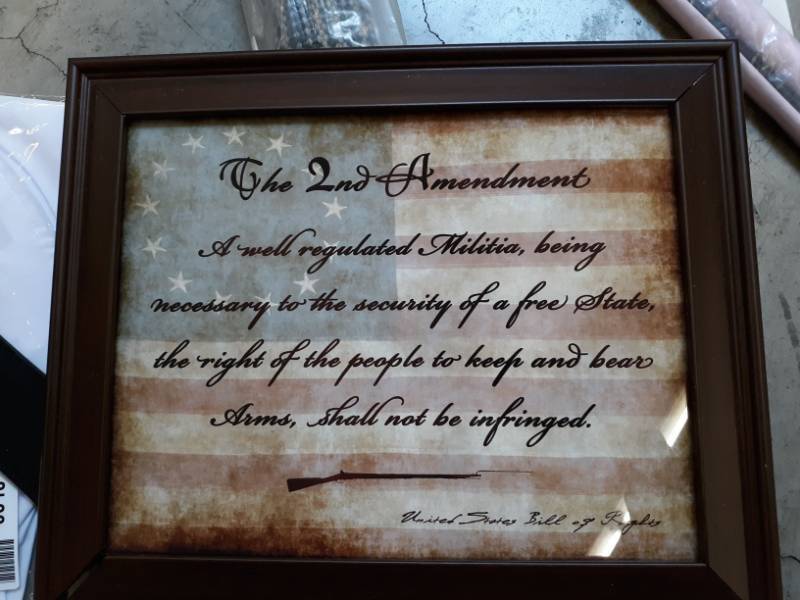 The 2nd Amendment
A well regulated Militia, being
necessary to the security of a free State,
the right of the people to keep and bear
Arms, shall not be infringed.
United States Bill of Rights